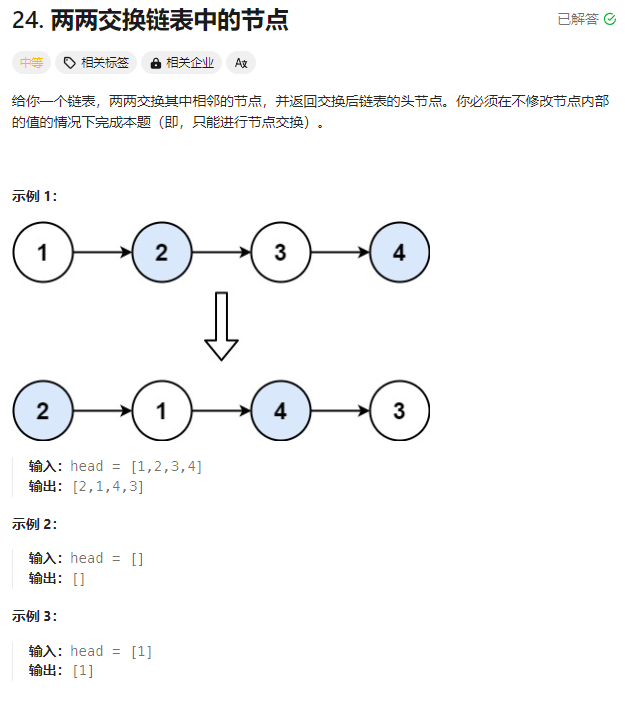 24. 两两交换链表中的节点
已解答
中等 相关标签 相关企业 Aあ
给你一个链表，两两交换其中相邻的节点，并返回交换后链表的头节点。你必须在不修改节点内部
的值的情况下完成本题（即，只能进行节点交换）。
示例 1：
1 2 3 4
2 1 4 3
输入：head = [1,2,3,4]
输出：[2,1,4,3]
示例 2：
输入：head = []
输出：[]
示例 3：
输入：head = [1]
输出：[1]